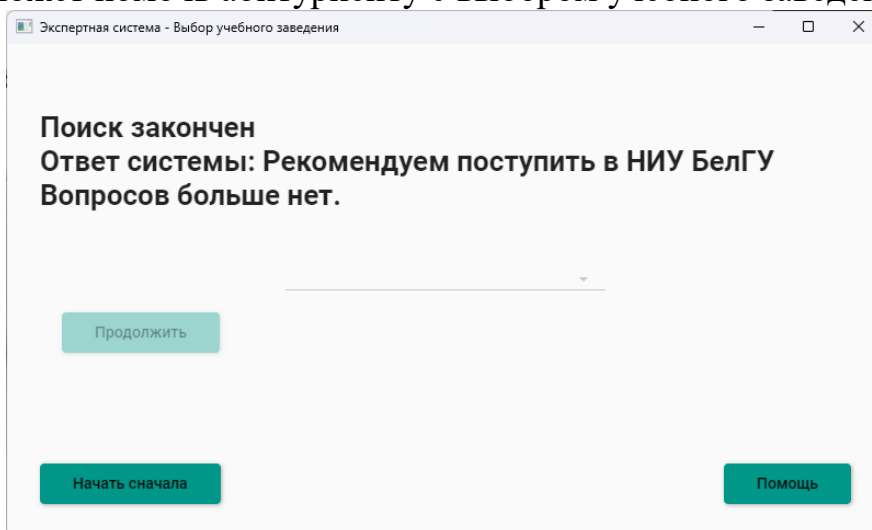 Экспертная система - Выбор учебного заведения
Поиск закончен
Ответ системы: Рекомендуем поступить в НИУ БелГУ
Вопросов больше нет.
Продолжить
Начать сначала
Помощь